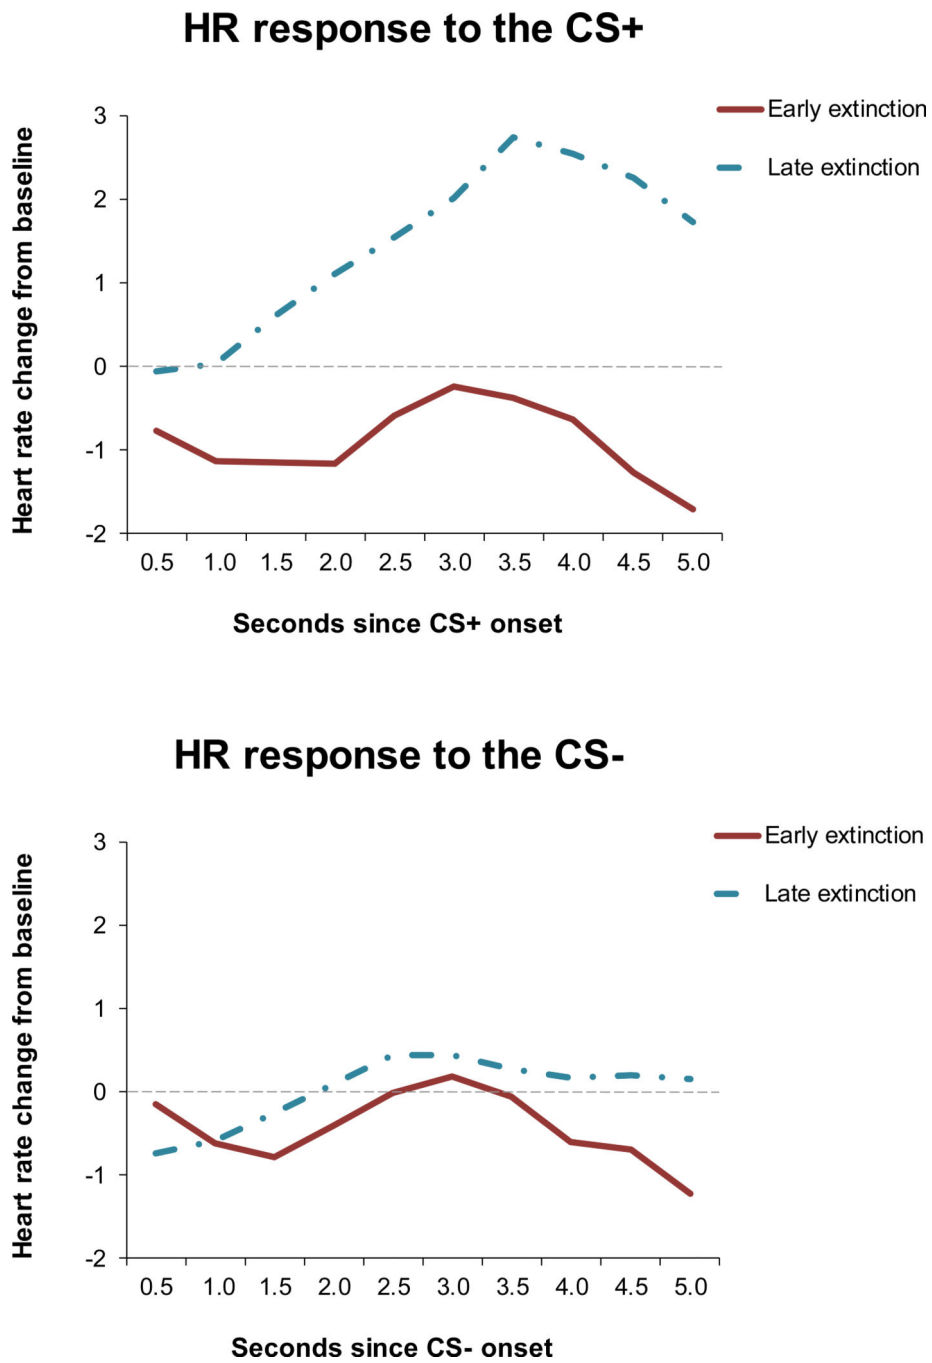 HR response to the CS+
Early extinction
Late extinction
Heart rate change from baseline
3
2
1
0
-1
-2
0.5 1.0 1.5 2.0 2.5 3.0 3.5 4.0 4.5 5.0
Seconds since CS+ onset
HR response to the CS-
Early extinction
Late extinction
Heart rate change from baseline
3
2
1
0
-1
-2
0.5 1.0 1.5 2.0 2.5 3.0 3.5 4.0 4.5 5.0
Seconds since CS- onset